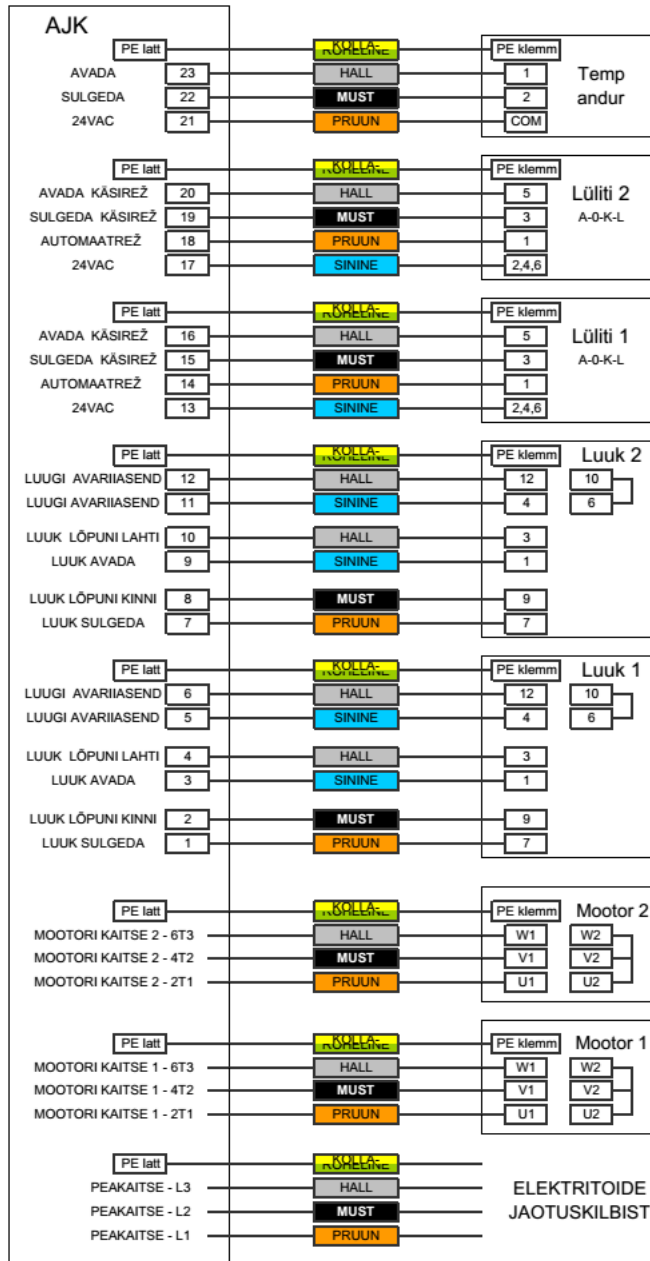 AJK
PE latt KOLLA-ROHELINE PE klemm
AVADA 23 HALL 1 Temp
SULGEDA 22 MUST 2 andur
24VAC 21 PRUUN COM
PE latt KOLLA-ROHELINE PE klemm
AVADA KÄSIREŽ 20 HALL 5 Lüliti 2
SULGEDA KÄSIREŽ 19 MUST 3 A-0-K-L
AUTOMAATREŽ 18 PRUUN 1
24VAC 17 SININE 2,4,6
PE latt KOLLA-ROHELINE PE klemm
AVADA KÄSIREŽ 16 HALL 5 Lüliti 1
SULGEDA KÄSIREŽ 15 MUST 3 A-0-K-L
AUTOMAATREŽ 14 PRUUN 1
24VAC 13 SININE 2,4,6
PE latt KOLLA-ROHELINE PE klemm Luuk 2
LUUGI AVARIIASEND 12 HALL 12 10
LUUGI AVARIIASEND 11 SININE 4 6
LUUK LÕPUNI LAHTI 10 HALL 3
LUUK AVADA 9 SININE 1
LUUK LÕPUNI KINNI 8 MUST 9
LUUK SULGEDA 7 PRUUN 7
PE latt KOLLA-ROHELINE PE klemm Luuk 1
LUUGI AVARIIASEND 6 HALL 12 10
LUUGI AVARIIASEND 5 SININE 4 6
LUUK LÕPUNI LAHTI 4 HALL 3
LUUK AVADA 3 SININE 1
LUUK LÕPUNI KINNI 2 MUST 9
LUUK SULGEDA 1 PRUUN 7
PE latt KOLLA-ROHELINE PE klemm Mootor 2
MOOTORI KAITSE 2 - 6T3 HALL W1 W2
MOOTORI KAITSE 2 - 4T2 MUST V1 V2
MOOTORI KAITSE 2 - 2T1 PRUUN U1 U2
PE latt KOLLA-ROHELINE PE klemm Mootor 1
MOOTORI KAITSE 1 - 6T3 HALL W1 W2
MOOTORI KAITSE 1 - 4T2 MUST V1 V2
MOOTORI KAITSE 1 - 2T1 PRUUN U1 U2
PE latt KOLLA-ROHELINE
PEAKAITSE - L3 HALL ELEKTRITOIDE
PEAKAITSE - L2 MUST JAOTUSKILBIST
PEAKAITSE - L1 PRUUN